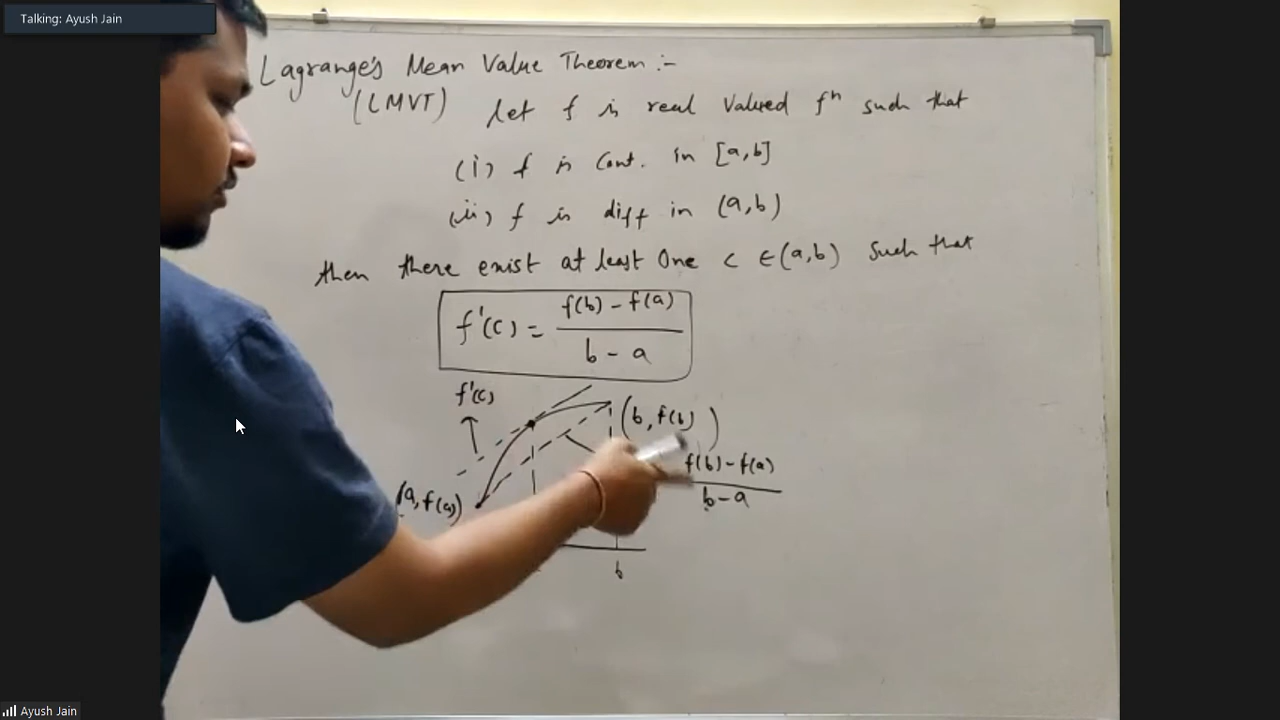 Talking: Ayush Jain
Lagrange's Mean Value Theorem :-
(LMVT) Let f is real valued fⁿ such that
(i) f is Cont. in [a,b]
(ii) f is diff in (a,b)
then there exist at least One c ∈ (a,b) Such that
f'(c) = f(b) - f(a) / b - a
f'(c)
(b, f(b))
f(b) - f(a) / b - a
(a, f(a))
b
Ayush Jain